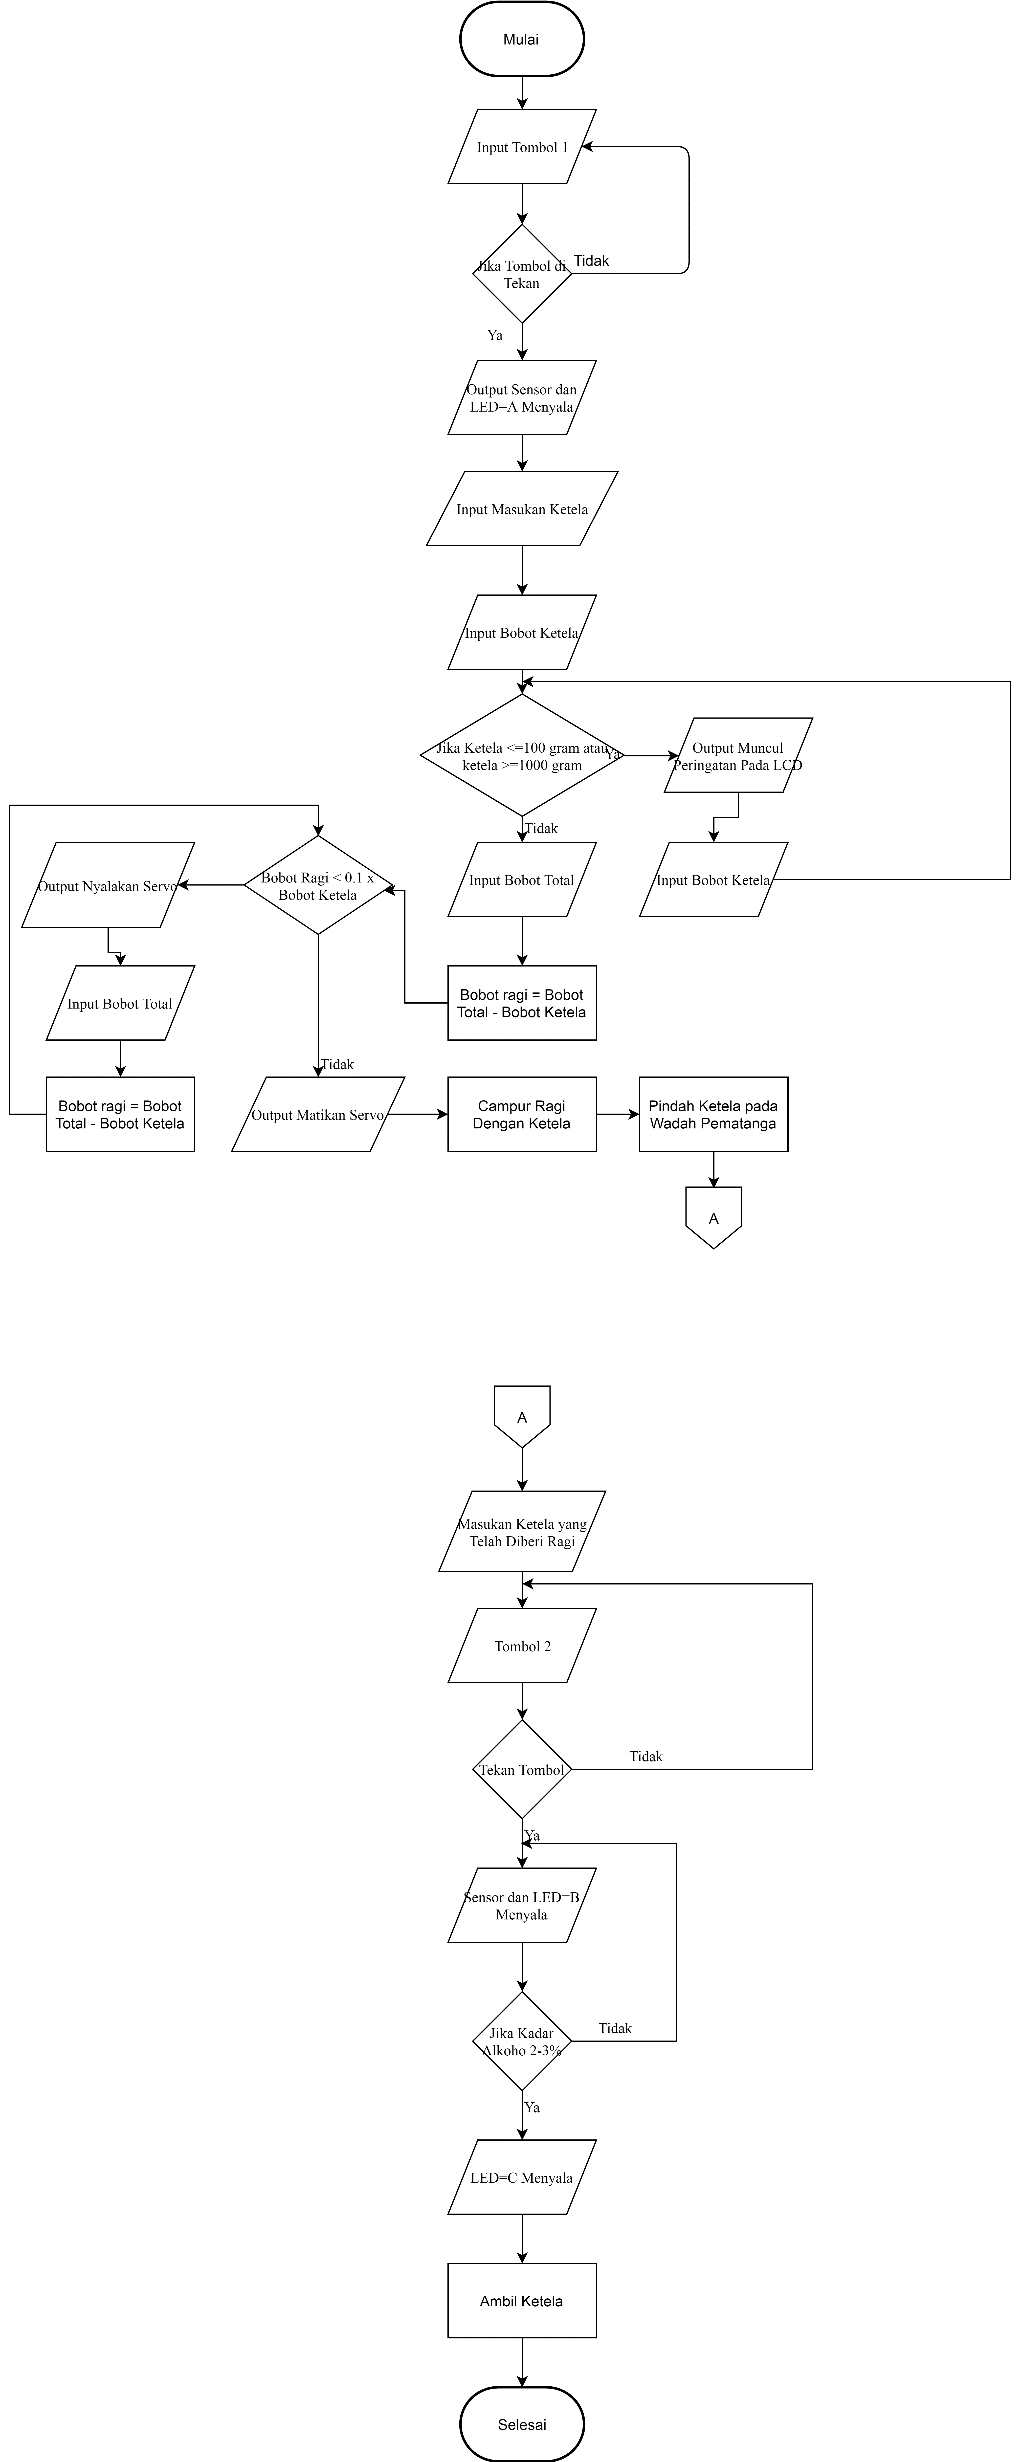 Mulai
Input Tombol 1
Jika Tombol di
Tekan
Tidak
Ya
Output Sensor dan
LED=A Menyala
Input Masukan Ketela
Input Bobot Ketela
Jika Ketela <=100 gram atau
ketela >=1000 gram
Ya
Output Muncul
Peringatan Pada LCD
Tidak
Input Bobot Total
Input Bobot Ketela
Bobot Ragi < 0.1 x
Bobot Ketela
Output Nyalakan Servo
Bobot ragi = Bobot
Total - Bobot Ketela
Input Bobot Total
Tidak
Bobot ragi = Bobot
Total - Bobot Ketela
Output Matikan Servo
Campur Ragi
Dengan Ketela
Pindah Ketela pada
Wadah Pematanga
A
A
Masukan Ketela yang
Telah Diberi Ragi
Tombol 2
Tekan Tombol
Tidak
Ya
Sensor dan LED=B
Menyala
Jika Kadar
Alkoho 2-3%
Tidak
Ya
LED=C Menyala
Ambil Ketela
Selesai